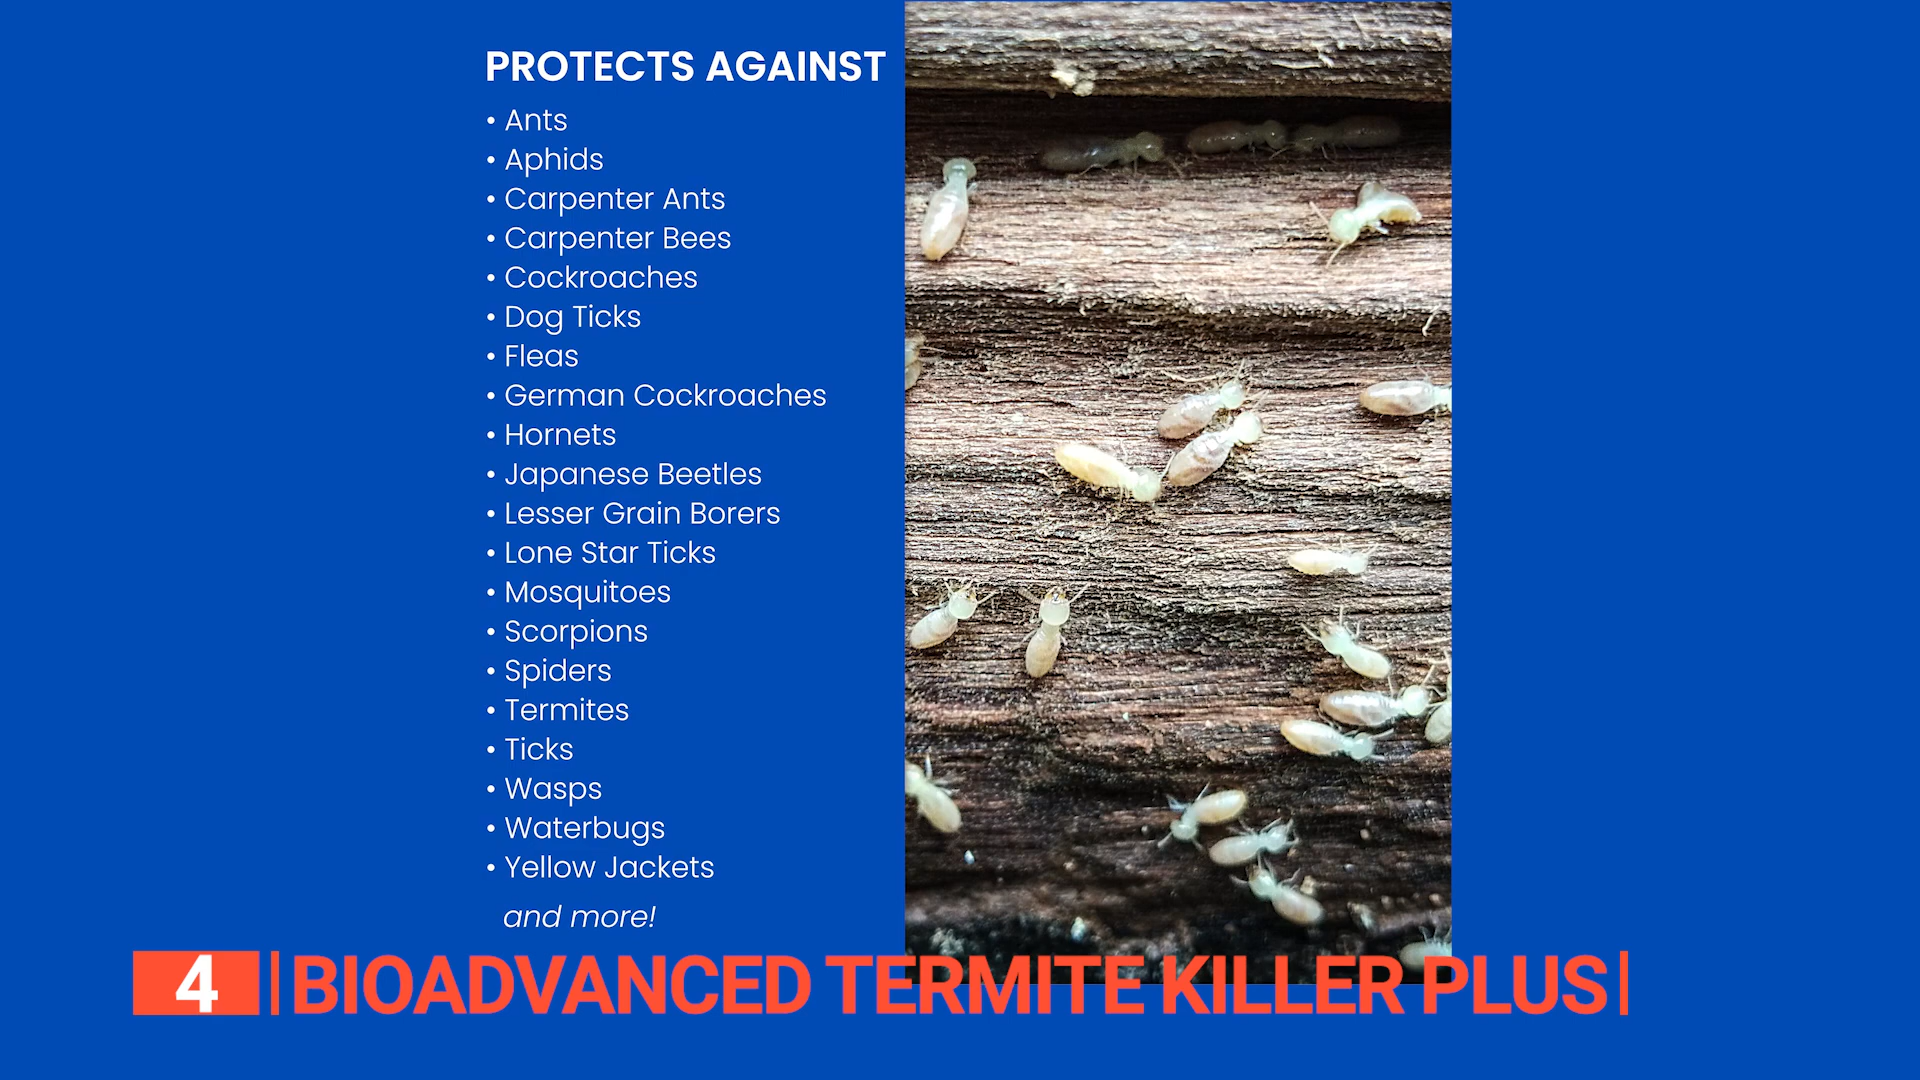 PROTECTS AGAINST
• Ants
• Aphids
• Carpenter Ants
• Carpenter Bees
• Cockroaches
• Dog Ticks
• Fleas
• German Cockroaches
• Hornets
• Japanese Beetles
• Lesser Grain Borers
• Lone Star Ticks
• Mosquitoes
• Scorpions
• Spiders
• Termites
• Ticks
• Wasps
• Waterbugs
• Yellow Jackets
and more!
4 | BIOADVANCED TERMITE KILLER PLUS |